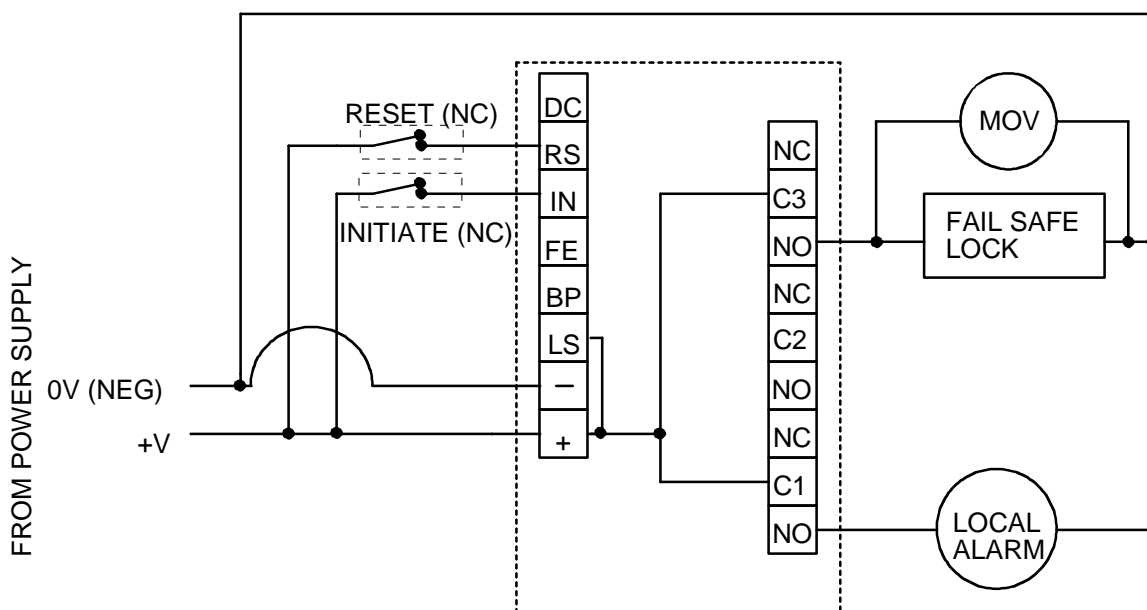 RESET (NC)
INITIATE (NC)
FROM POWER SUPPLY
0V (NEG)
+V
DC
RS
IN
FE
BP
LS
–
+
NC
C3
NO
NC
C2
NO
NC
C1
NO
MOV
FAIL SAFE
LOCK
LOCAL
ALARM